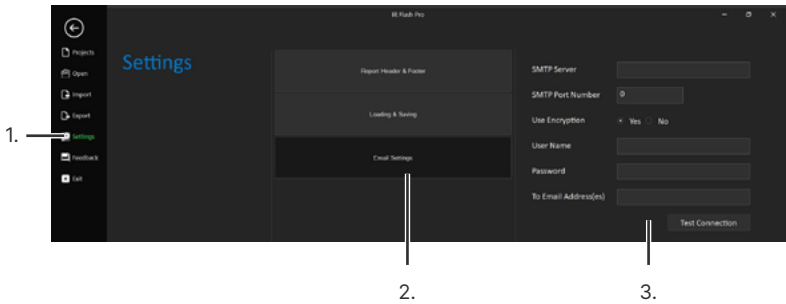 IR Flash Pro
Projects
Open
Import
Export
Settings
Feedback
Exit
Settings
Report Header & Footer
Loading & Saving
Email Settings
SMTP Server
SMTP Port Number 0
Use Encryption Yes No
User Name
Password
To Email Address(es)
Test Connection
1.
2.
3.